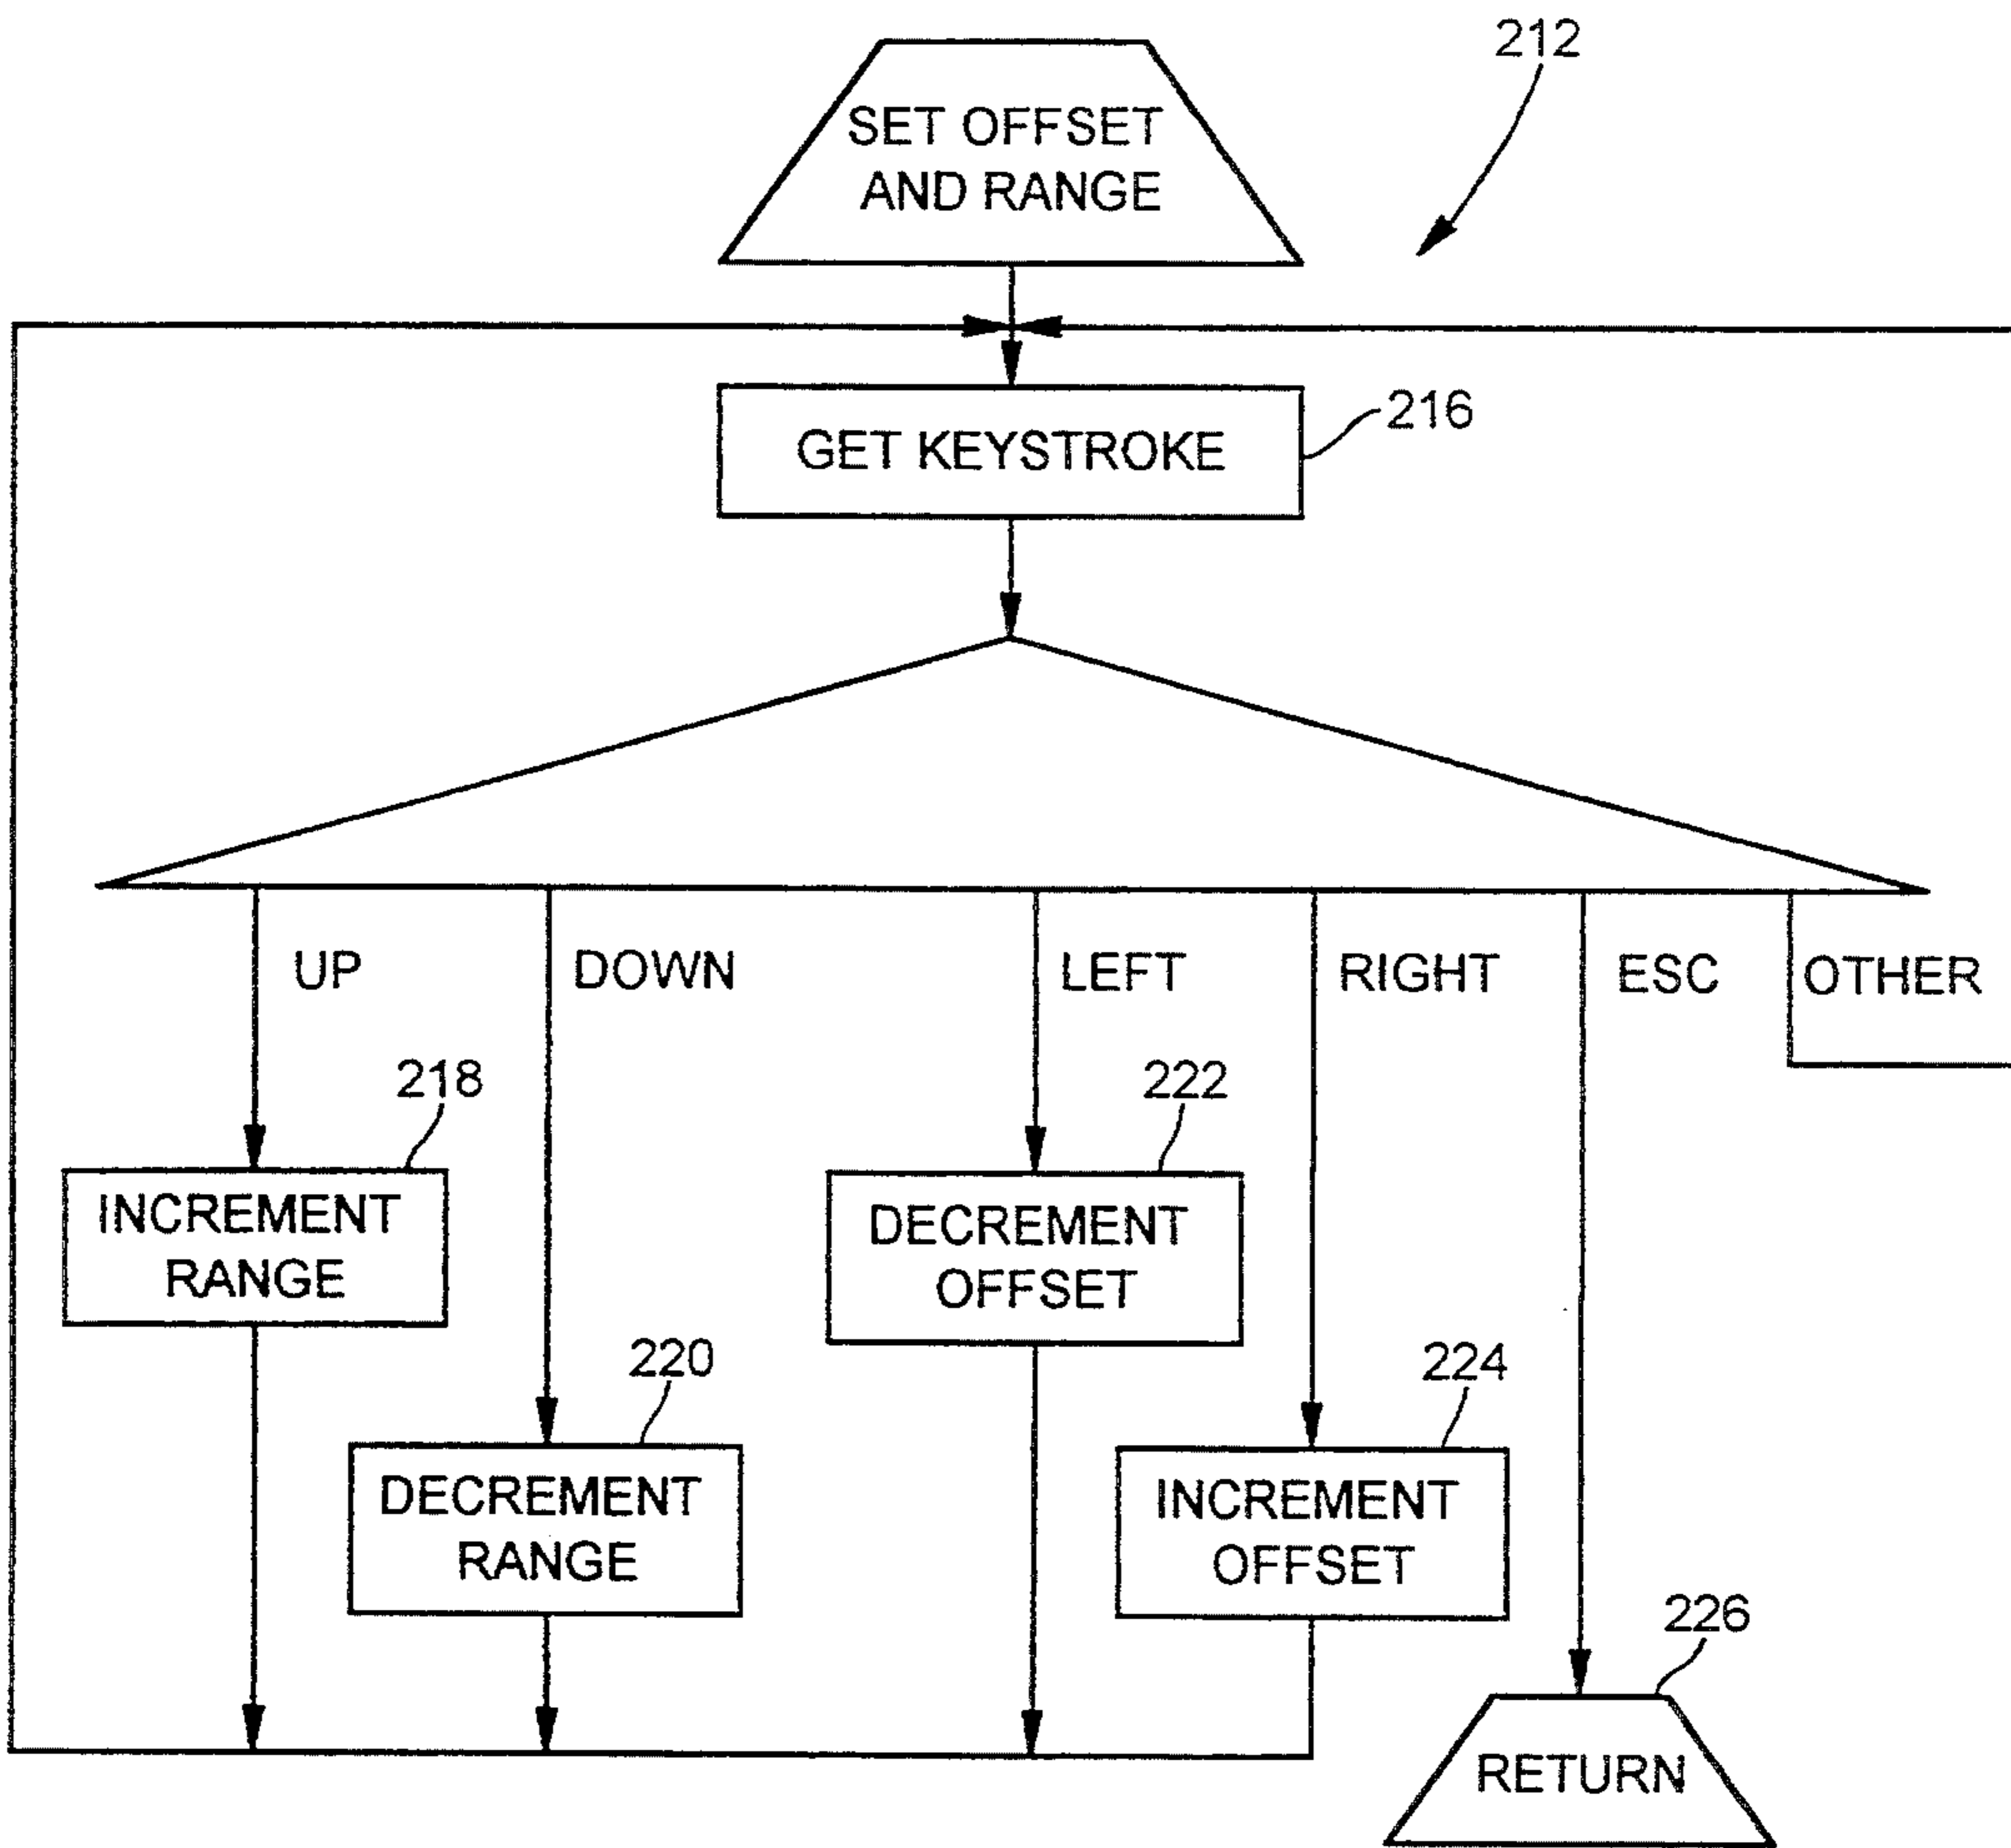 212
SET OFFSET
AND RANGE
GET KEYSTROKE
216
UP
DOWN
LEFT
RIGHT
ESC
OTHER
218
INCREMENT
RANGE
222
DECREMENT
OFFSET
220
DECREMENT
RANGE
224
INCREMENT
OFFSET
226
RETURN